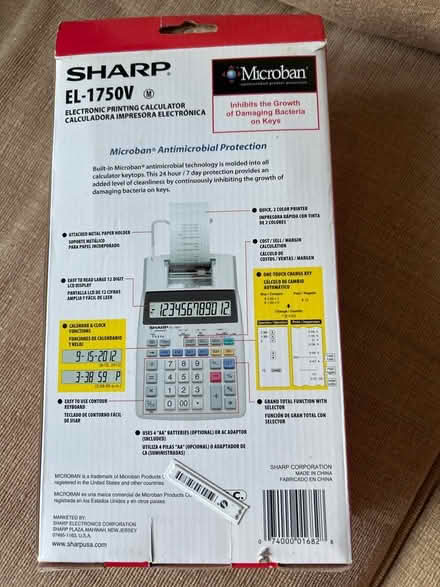 SHARP®
EL-1750V Ⓜ
ELECTRONIC PRINTING CALCULATOR
CALCULADORA IMPRESORA ELECTRÓNICA
Microban®
antimicrobial product protection
Inhibits the Growth
of Damaging Bacteria
on Keys
Microban® Antimicrobial Protection
Built-in Microban® antimicrobial technology is molded into all
calculator keytops. This 24 hour / 7 day protection provides an
added level of cleanliness by continuously inhibiting the growth of
damaging bacteria.
ATTACHED METAL PAPER HOLDER
SOPORTE METÁLICO
PARA PAPEL INCORPORADO
EASY TO READ LARGE 12 DIGIT
LCD DISPLAY
PANTALLA LCD DE 12 CIFRAS
AMPLIA Y FÁCIL DE LEER
CALENDAR & CLOCK
FUNCTIONS
FUNCIONES DE CALENDARIO
RELOJ
9-15-2012
3-38-59 P
EASY TO USE CONTOUR
KEYBOARD
TECLADO DE CONTORNO FÁCIL
DE USAR
SHARP
123456789012
QUICK, 2 COLOR PRINTER
IMPRESORA RÁPIDA CON TINTA
DE 2 COLORES
COST / SELL / MARGIN
CALCULATION
CÁLCULO DE
COSTOS / VENTAS / MARGEN
ONE TOUCH CHANGE KEY
CÁLCULO DE CAMBIO
AUTOMÁTICO
GRAND TOTAL FUNCTION WITH
SELECTOR
FUNCIÓN DE GRAN TOTAL CON
SELECTOR
USES 4 "AA" BATTERIES (OPTIONAL) OR AC ADAPTOR
(INCLUDED)
UTILIZA 4 PILAS "AA" (OPCIONAL) O ADAPTADOR DE
CA (SUMINISTRADAS)
MICROBAN is a trademark of Microban Products C
registered in the United States and other countries.
MICROBAN es una marca comercial de Microban Products Co
registrada en los Estados Unidos y en otros países.
MARKETED BY:
SHARP ELECTRONICS CORPORATION
SHARP PLAZA, MAHWAH, NEW JERSEY
07495-1163, U.S.A.
www.sharpusa.com
SHARP CORPORATION
MADE IN CHINA
FABRICADO EN CHINA
0 74000 01682 8